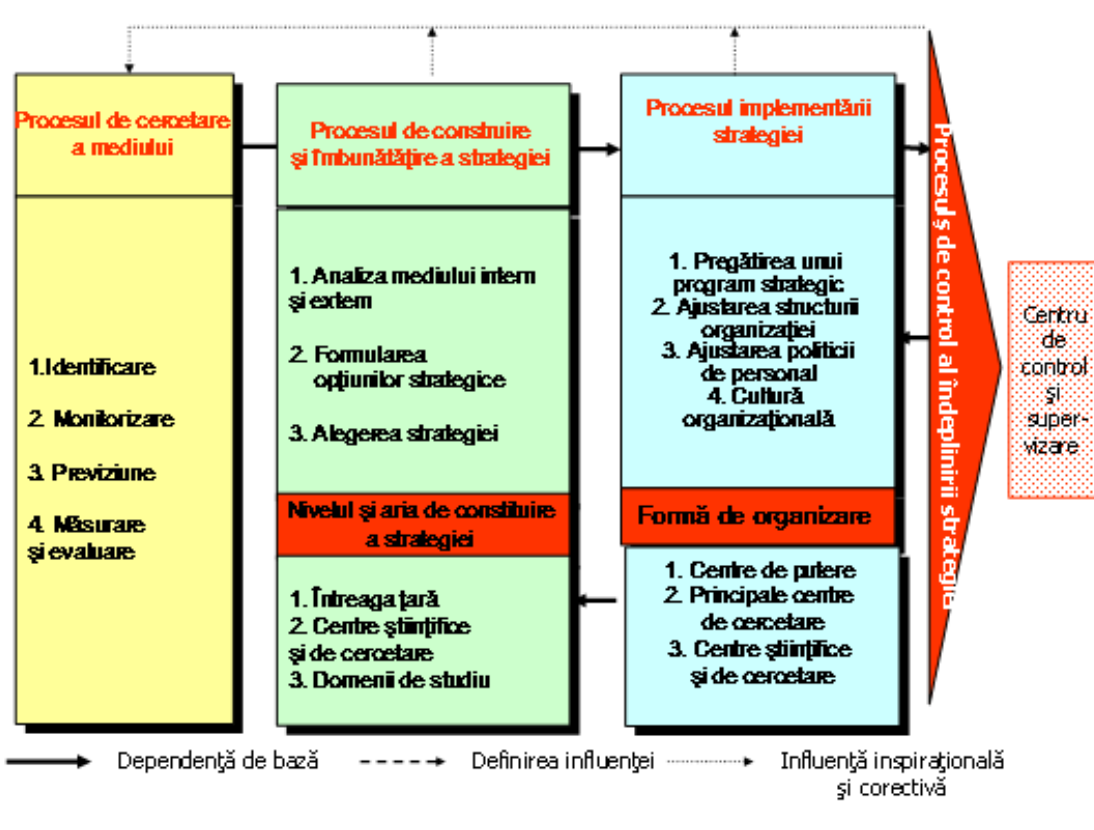 Procesul de cercetare
a mediului
1.Identificare
2. Monitorizare
3. Previziune
4. Măsurare
şi evaluare
Procesul de construire
şi îmbunătăţire a strategiei
1. Analiza mediului intern
şi extern
2. Formularea
opţiunilor strategice
3. Alegerea strategiei
Nivelul şi aria de constituire
a strategiei
1. Întreaga ţară
2. Centre ştiinţifice
şi de cercetare
3. Domenii de studiu
Procesul implementării
strategiei
1. Pregătirea unui
program strategic
2. Ajustarea structurii
organizaţiei
3. Ajustarea politicii
de personal
4. Cultură
organizaţională
Formă de organizare
1. Centre de putere
2. Principale centre
de cercetare
3. Centre ştiinţifice
şi de cercetare
Procesul ş de control al îndeplinirii strategiei
Centru
de
control
şi
super-
vizare
Dependenţă de bază
Definirea influenţei
Influenţă inspiraţională
şi corectivă